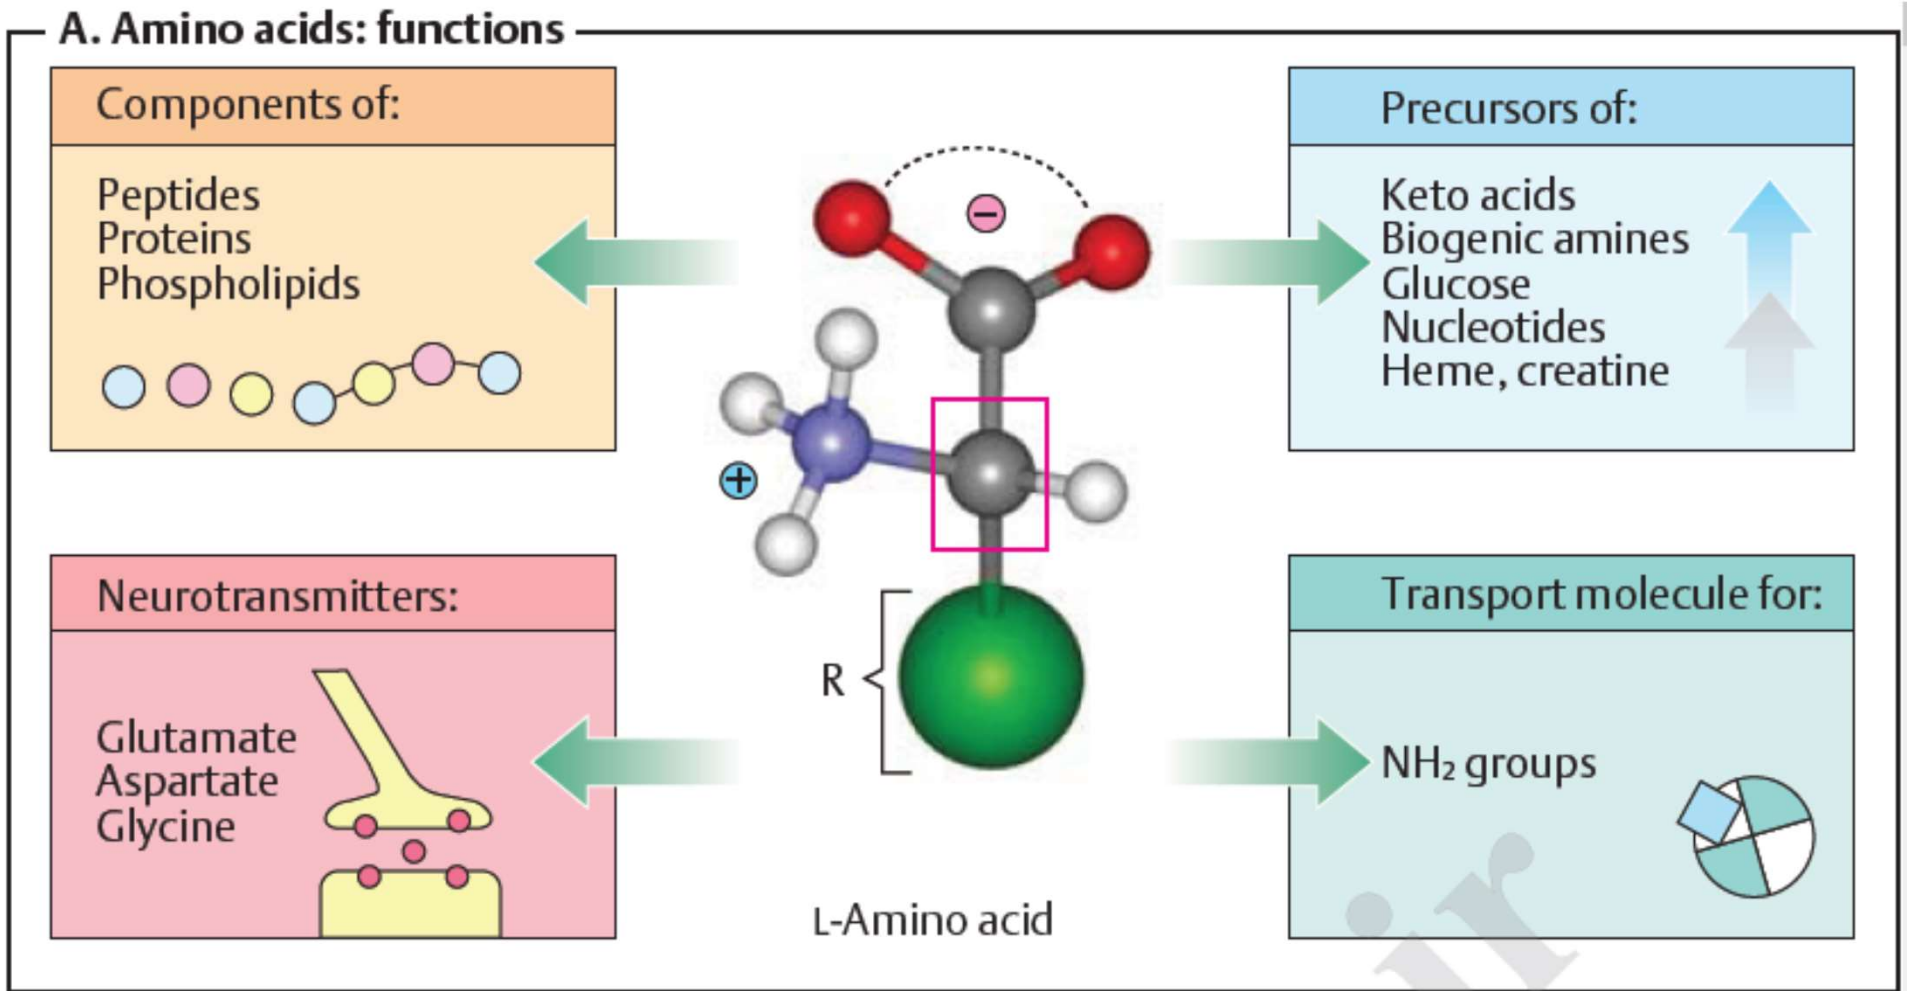 A. Amino acids: functions
Components of:
Peptides
Proteins
Phospholipids
Precursors of:
Keto acids
Biogenic amines
Glucose
Nucleotides
Heme, creatine
−
+
R
Neurotransmitters:
Glutamate
Aspartate
Glycine
Transport molecule for:
NH₂ groups
L-Amino acid
ir